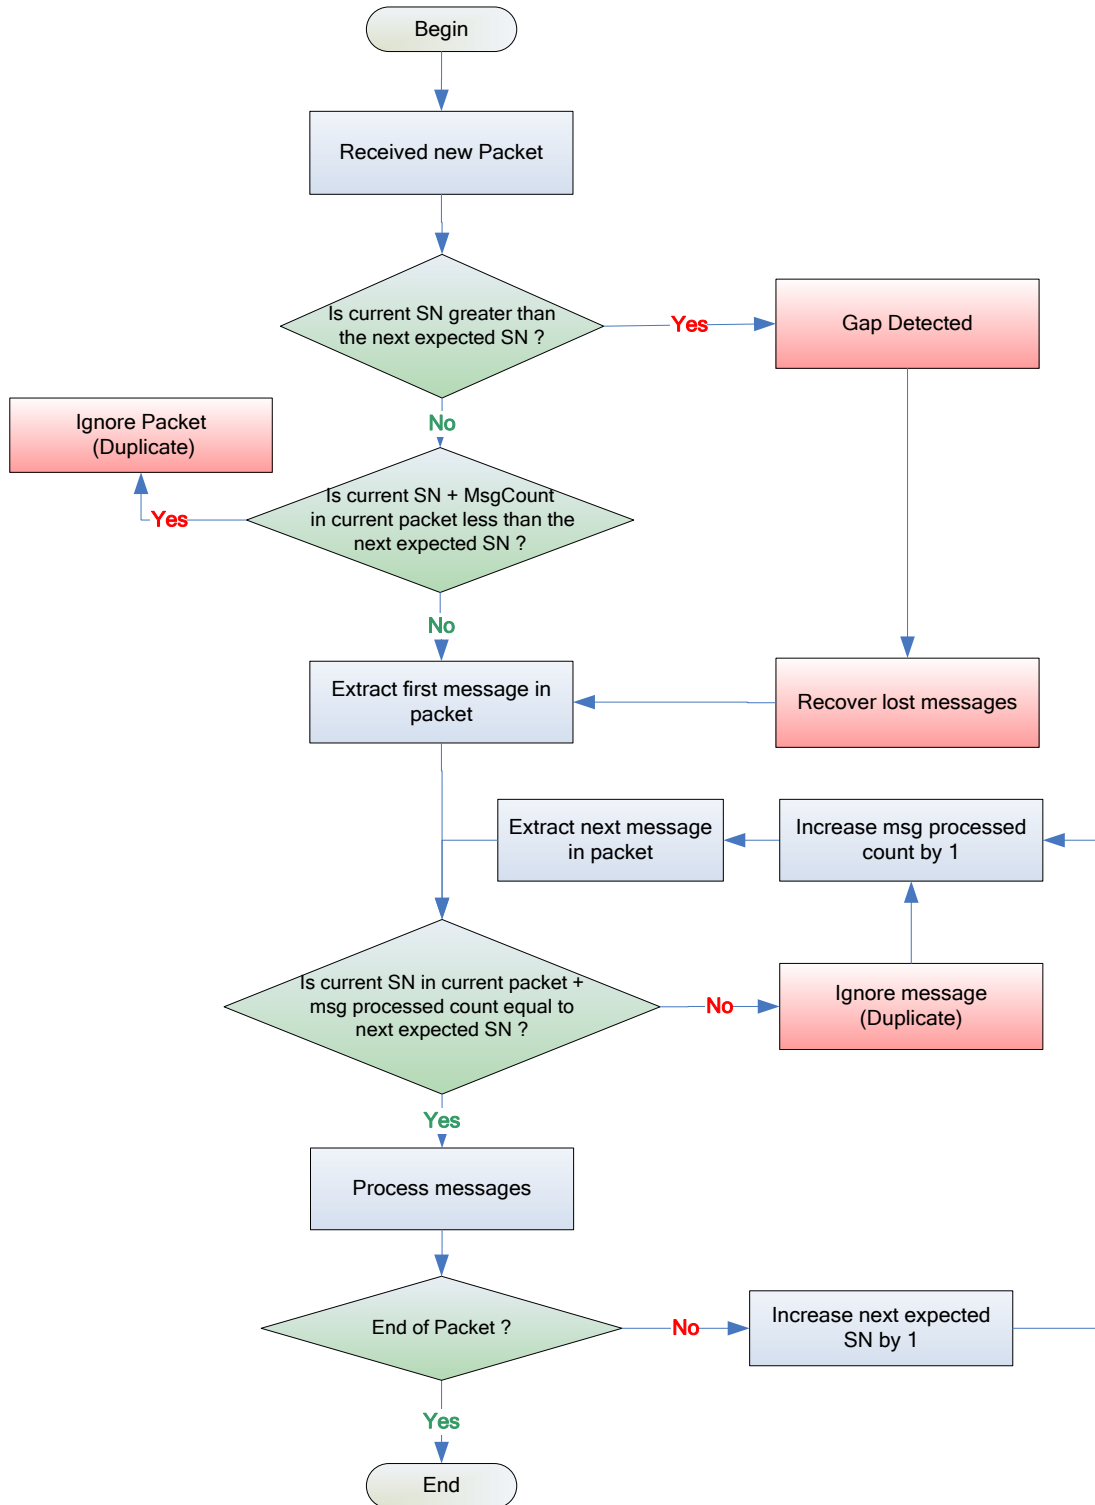 Begin
Received new Packet
Is current SN greater than
the next expected SN ?
Yes
Gap Detected
No
Ignore Packet
(Duplicate)
Is current SN + MsgCount
in current packet less than the
next expected SN ?
Yes
No
Extract first message in
packet
Recover lost messages
Extract next message
in packet
Increase msg processed
count by 1
Is current SN in current packet +
msg processed count equal to
next expected SN ?
No
Ignore message
(Duplicate)
Yes
Process messages
End of Packet ?
No
Increase next expected
SN by 1
Yes
End